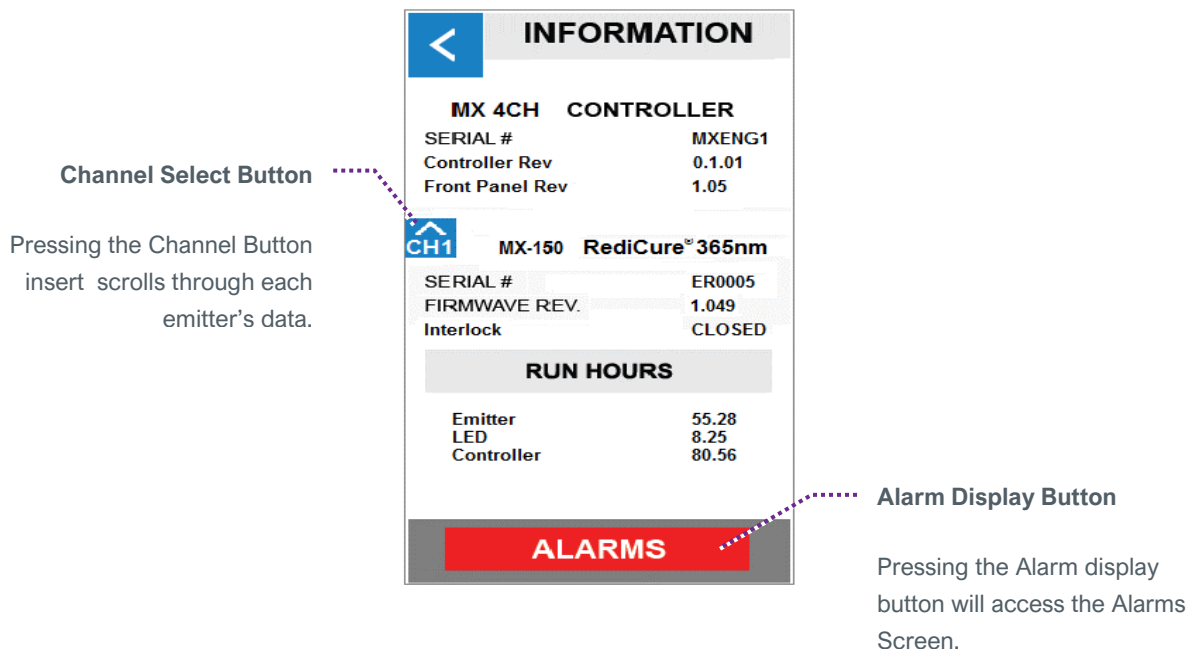 < INFORMATION
MX 4CH CONTROLLER
SERIAL # MXENG1
Controller Rev 0.1.01
Front Panel Rev 1.05
Channel Select Button
Pressing the Channel Button
insert scrolls through each
emitter's data.
CH1 MX-150 RediCure® 365nm
SERIAL # ER0005
FIRMWAVE REV. 1.049
Interlock CLOSED
RUN HOURS
Emitter 55.28
LED 8.25
Controller 80.56
ALARMS
Alarm Display Button
Pressing the Alarm display
button will access the Alarms
Screen.